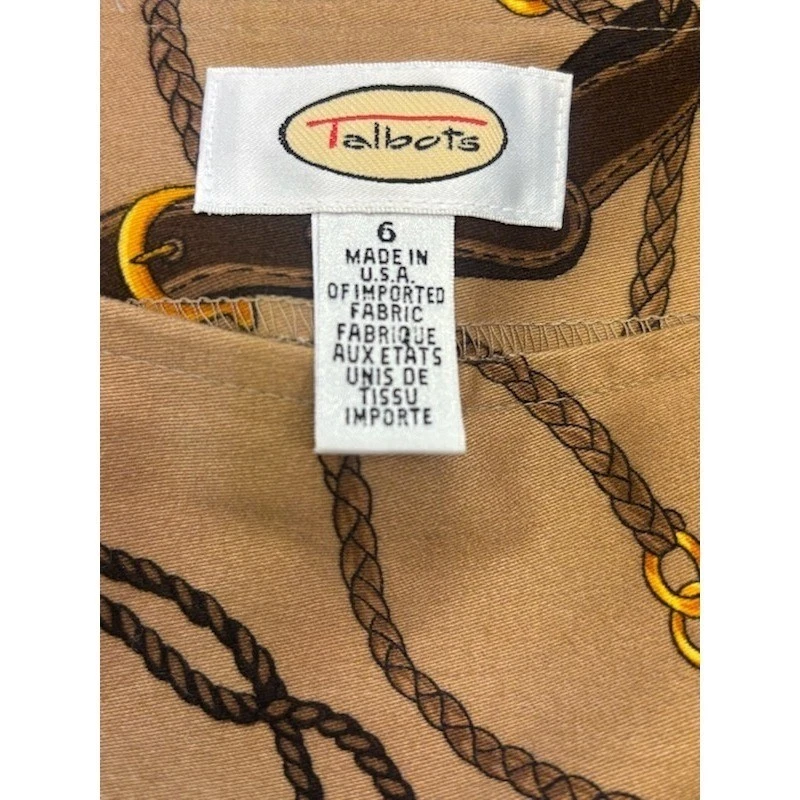 Talbots
6
MADE IN
U.S.A.
OF IMPORTED
FABRIC
FABRIQUE
AUX ETATS
UNIS DE
TISSU
IMPORTE